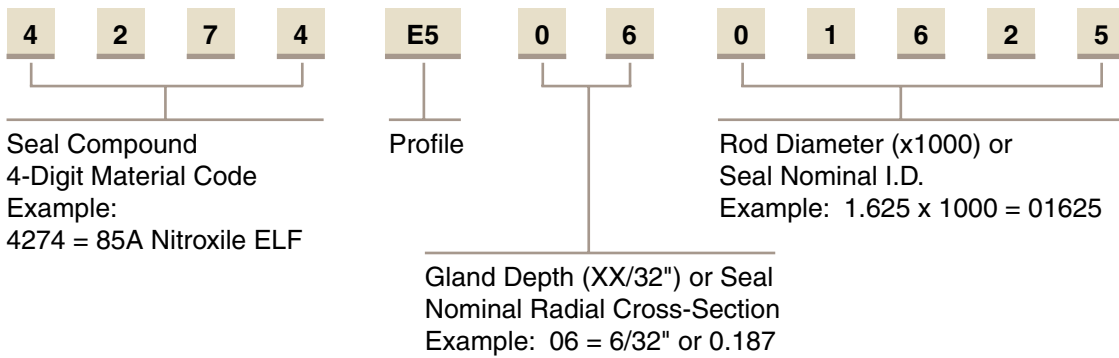 4 2 7 4 E5 0 6 0 1 6 2 5
Seal Compound
4-Digit Material Code
Example:
4274 = 85A Nitroxile ELF
Profile
Rod Diameter (x1000) or
Seal Nominal I.D.
Example: 1.625 x 1000 = 01625
Gland Depth (XX/32") or Seal
Nominal Radial Cross-Section
Example: 06 = 6/32" or 0.187